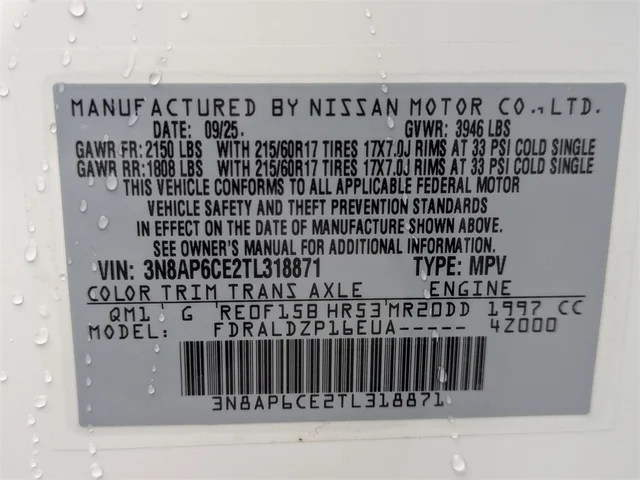 MANUFACTURED BY NISSAN MOTOR CO., LTD.
DATE: 09/25. GVWR: 3946 LBS
GAWR FR: 2150 LBS WITH 215/60R17 TIRES 17X7.0J RIMS AT 33 PSI COLD SINGLE
GAWR RR: 1808 LBS WITH 215/60R17 TIRES 17X7.0J RIMS AT 33 PSI COLD SINGLE
THIS VEHICLE CONFORMS TO ALL APPLICABLE FEDERAL MOTOR
VEHICLE SAFETY AND THEFT PREVENTION STANDARDS
IN EFFECT ON THE DATE OF MANUFACTURE SHOWN ABOVE.
SEE OWNER'S MANUAL FOR ADDITIONAL INFORMATION
VIN: 3N8AP6CE2TL318871 TYPE: MPV
COLOR TRIM TRANS AXLE ENGINE
QM1 G RE0F15B HR53 MR20DD 1997 CC
MODEL: FDRALDZP16EUA----- 4Z000
3N8AP6CE2TL318871